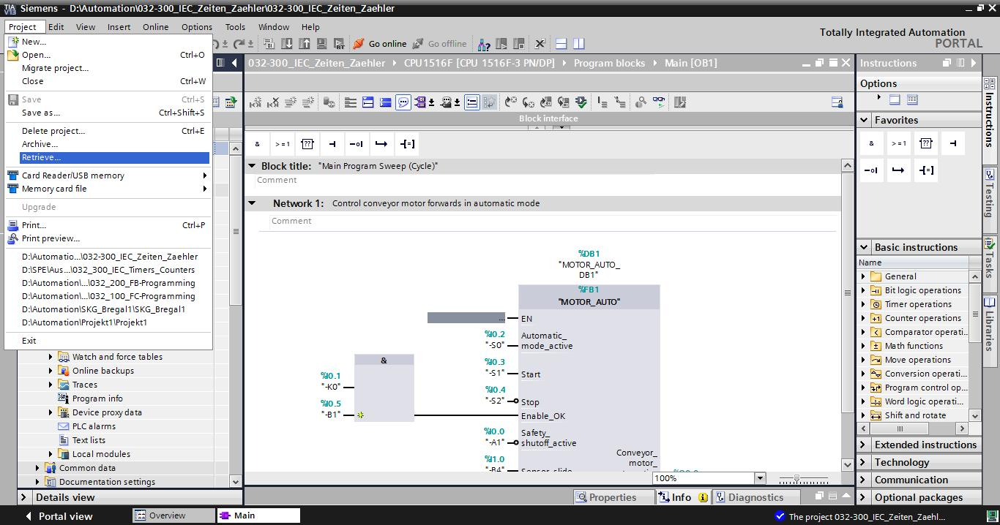 TIA V13 Siemens - D:\Automation\032-300_IEC_Zeiten_Zaehler\032-300_IEC_Zeiten_Zaehler
Project Edit View Insert Online Options Tools Window Help
Totally Integrated Automation
PORTAL
New...
Open... Ctrl+O
Migrate project...
Close Ctrl+W
Save Ctrl+S
Save as... Ctrl+Shift+S
Delete project... Ctrl+E
Archive...
Retrieve...
Card Reader/USB memory
Memory card file
Upgrade
Print... Ctrl+P
Print preview...
D:\Automatio...\032-300_IEC_Zeiten_Zaehler
D:\SPE\Aus...\032_300_IEC_Timers_Counters
D:\Automation\...\032_200_FB-Programming
D:\Automation\...\032_100_FC-Programming
D:\Automation\SKG_Bregal1\SKG_Bregal1
D:\Automation\Projekt1\Projekt1
Exit
Watch and force tables
Online backups
Traces
Program info
Device proxy data
PLC alarms
Text lists
Local modules
Common data
Documentation settings
Details view
Go online Go offline
032-300_IEC_Zeiten_Zaehler CPU1516F [CPU 1516F-3 PN/DP] Program blocks Main [OB1]
Block interface
& >=1 ?? [=]
Block title: "Main Program Sweep (Cycle)"
Comment
Network 1: Control conveyor motor forwards in automatic mode
Comment
%DB1
"MOTOR_AUTO_
DB1"
%FB1
"MOTOR_AUTO"
... EN
%I0.2
"-S0"
Automatic_
mode_active
%I0.3
"-S1" Start
%I0.4
"-S2" Stop
&
%I0.1
"-K0"
%I0.5
"-B1"
Enable_OK
%I0.0
"-A1"
Safety_
shutoff_active
%I1.0
"-B4" Sensor_slide
Conveyor_
motor_
100%
Properties Info Diagnostics
Instructions
Options
Favorites
& >=1 ??
[=]
Basic instructions
Name
General
Bit logic operations
Timer operations
Counter operations
Comparator operati...
Math functions
Move operations
Conversion operati...
Program control op...
Word logic operati...
Shift and rotate
Extended instructions
Technology
Communication
Optional packages
Instructions
Testing
Tasks
Libraries
Portal view Overview Main
The project 032-300_IEC_Zeiten_Zaehl...